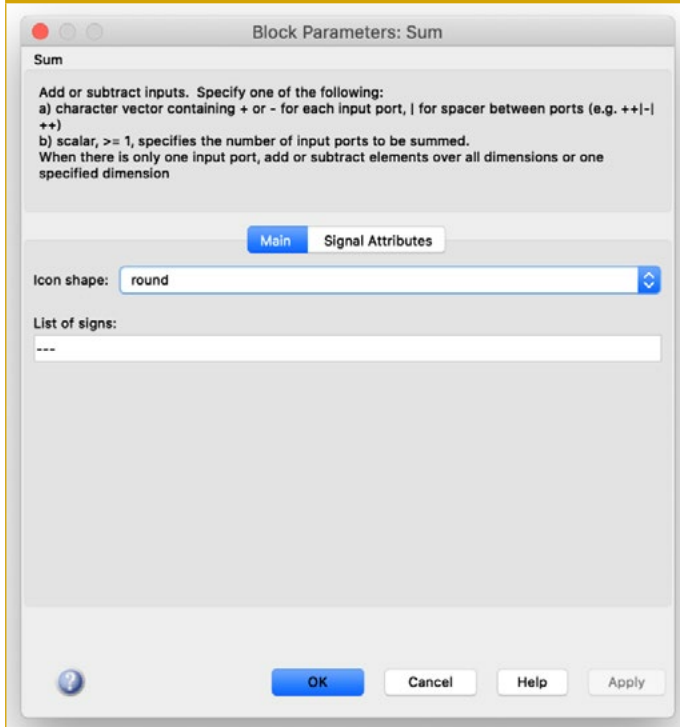 Block Parameters: Sum
Sum
Add or subtract inputs.  Specify one of the following:
a) character vector containing + or - for each input port, | for spacer between ports (e.g. ++|-|
++)
b) scalar, >= 1, specifies the number of input ports to be summed.
When there is only one input port, add or subtract elements over all dimensions or one
specified dimension
Main Signal Attributes
Icon shape: round
List of signs:
---
? OK Cancel Help Apply